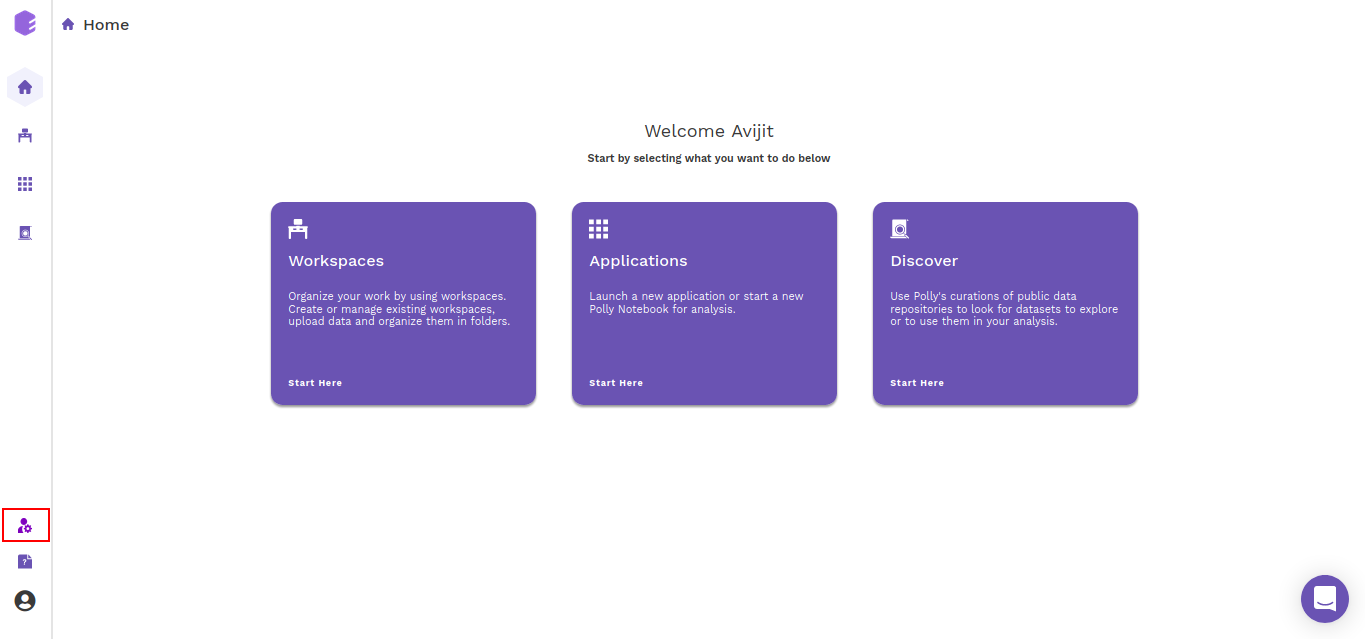 Home
Welcome Avijit
Start by selecting what you want to do below
Workspaces
Organize your work by using workspaces.
Create or manage existing workspaces,
upload data and organize them in folders.
Start Here
Applications
Launch a new application or start a new
Polly Notebook for analysis.
Start Here
Discover
Use Polly's curations of public data
repositories to look for datasets to explore
or to use them in your analysis.
Start Here
?